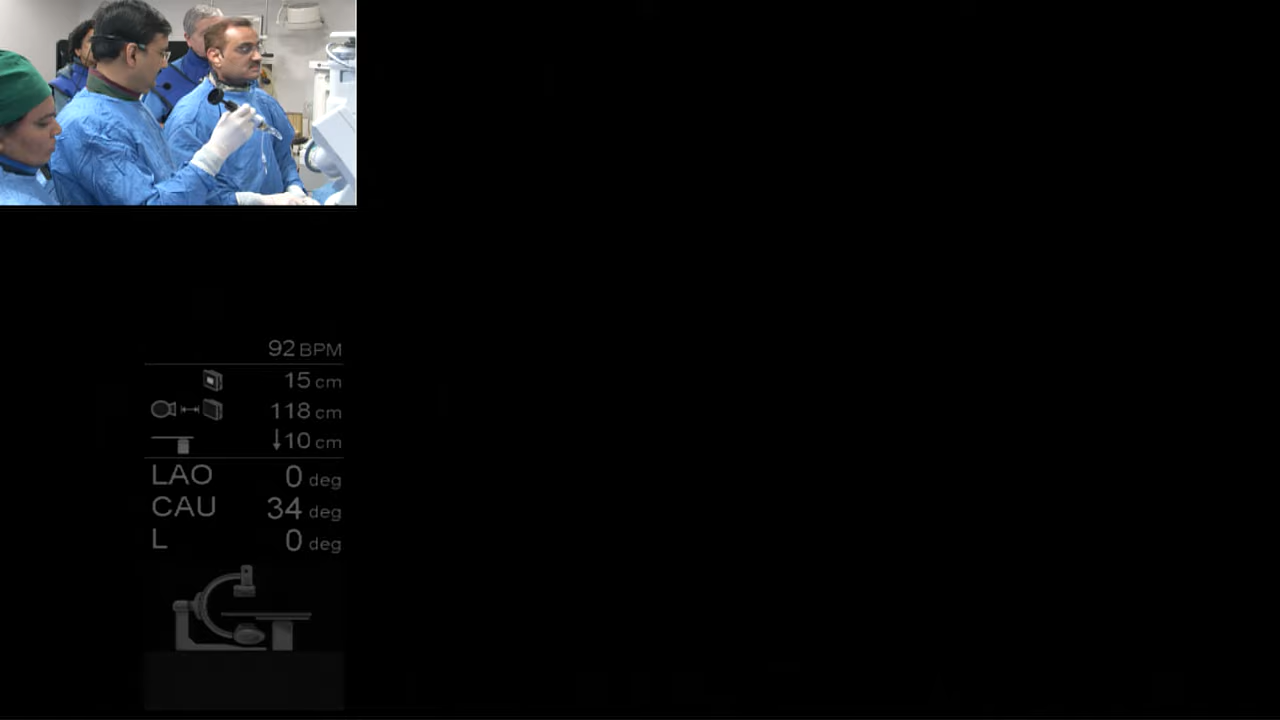 92 BPM
15 cm
118 cm
↓10 cm
LAO 0 deg
CAU 34 deg
L 0 deg